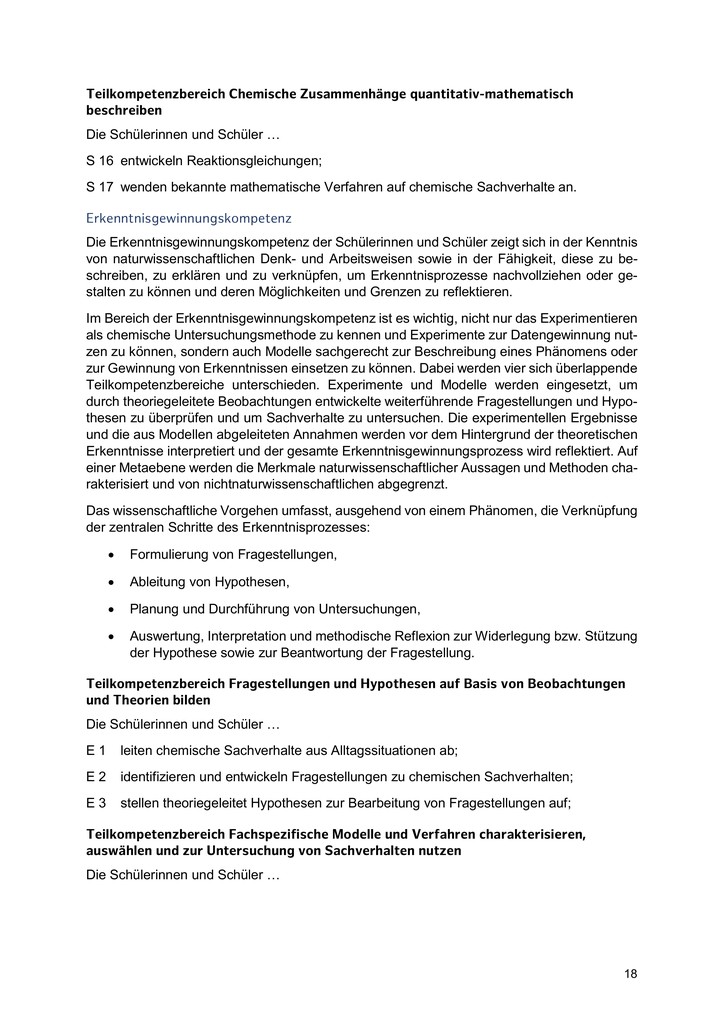 Teilkompetenzbereich Chemische Zusammenhänge quantitativ-mathematisch
beschreiben
Die Schülerinnen und Schüler …
S 16 entwickeln Reaktionsgleichungen;
S 17 wenden bekannte mathematische Verfahren auf chemische Sachverhalte an.
Erkenntnisgewinnungskompetenz
Die Erkenntnisgewinnungskompetenz der Schülerinnen und Schüler zeigt sich in der Kenntnis
von naturwissenschaftlichen Denk- und Arbeitsweisen sowie in der Fähigkeit, diese zu be-
schreiben, zu erklären und zu verknüpfen, um Erkenntnisprozesse nachvollziehen oder ge-
stalten zu können und deren Möglichkeiten und Grenzen zu reflektieren.
Im Bereich der Erkenntnisgewinnungskompetenz ist es wichtig, nicht nur das Experimentieren
als chemische Untersuchungsmethode zu kennen und Experimente zur Datengewinnung nut-
zen zu können, sondern auch Modelle sachgerecht zur Beschreibung eines Phänomens oder
zur Gewinnung von Erkenntnissen einsetzen zu können. Dabei werden vier sich überlappende
Teilkompetenzbereiche unterschieden. Experimente und Modelle werden eingesetzt, um
durch theoriegeleitete Beobachtungen entwickelte weiterführende Fragestellungen und Hypo-
thesen zu überprüfen und um Sachverhalte zu untersuchen. Die experimentellen Ergebnisse
und die aus Modellen abgeleiteten Annahmen werden vor dem Hintergrund der theoretischen
Erkenntnisse interpretiert und der gesamte Erkenntnisgewinnungsprozess wird reflektiert. Auf
einer Metaebene werden die Merkmale naturwissenschaftlicher Aussagen und Methoden cha-
rakterisiert und von nichtnaturwissenschaftlichen abgegrenzt.
Das wissenschaftliche Vorgehen umfasst, ausgehend von einem Phänomen, die Verknüpfung
der zentralen Schritte des Erkenntnisprozesses:
• Formulierung von Fragestellungen,
• Ableitung von Hypothesen,
• Planung und Durchführung von Untersuchungen,
• Auswertung, Interpretation und methodische Reflexion zur Widerlegung bzw. Stützung
der Hypothese sowie zur Beantwortung der Fragestellung.
Teilkompetenzbereich Fragestellungen und Hypothesen auf Basis von Beobachtungen
und Theorien bilden
Die Schülerinnen und Schüler …
E 1 leiten chemische Sachverhalte aus Alltagssituationen ab;
E 2 identifizieren und entwickeln Fragestellungen zu chemischen Sachverhalten;
E 3 stellen theoriegeleitet Hypothesen zur Bearbeitung von Fragestellungen auf;
Teilkompetenzbereich Fachspezifische Modelle und Verfahren charakterisieren,
auswählen und zur Untersuchung von Sachverhalten nutzen
Die Schülerinnen und Schüler …
18